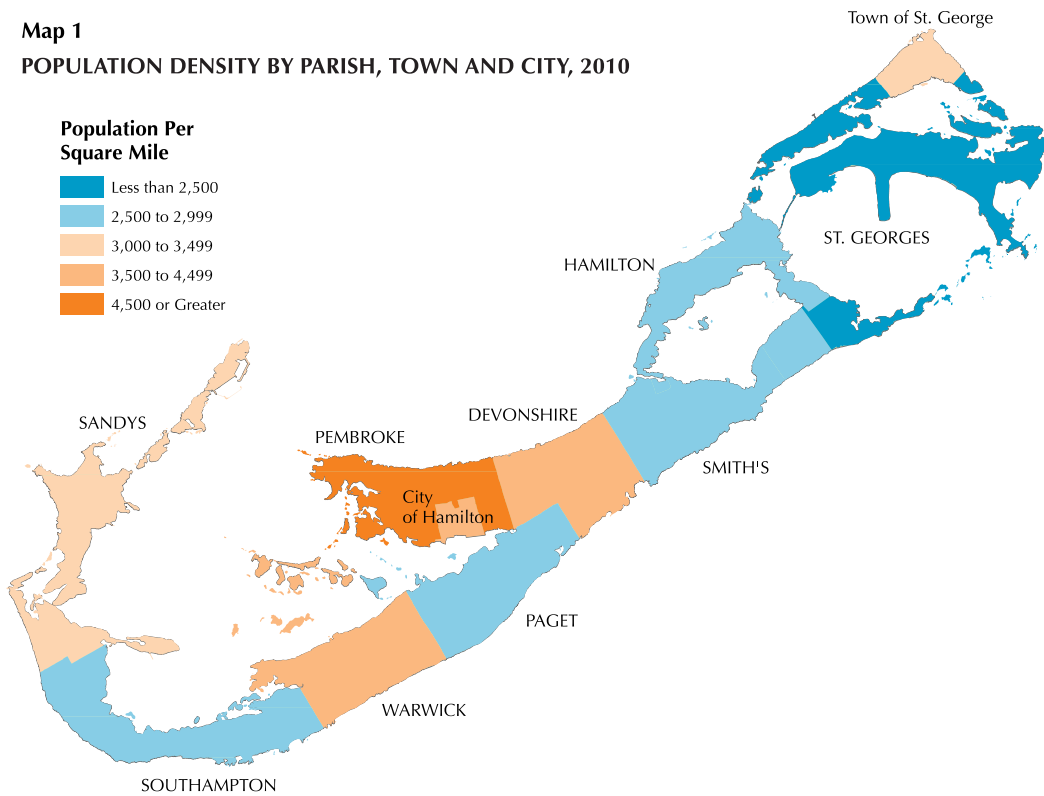 Map 1
POPULATION DENSITY BY PARISH, TOWN AND CITY, 2010
Town of St. George
Population Per
Square Mile
Less than 2,500
2,500 to 2,999
3,000 to 3,499
3,500 to 4,499
4,500 or Greater
ST. GEORGES
HAMILTON
SANDYS
DEVONSHIRE
PEMBROKE
SMITH'S
City
of Hamilton
PAGET
WARWICK
SOUTHAMPTON